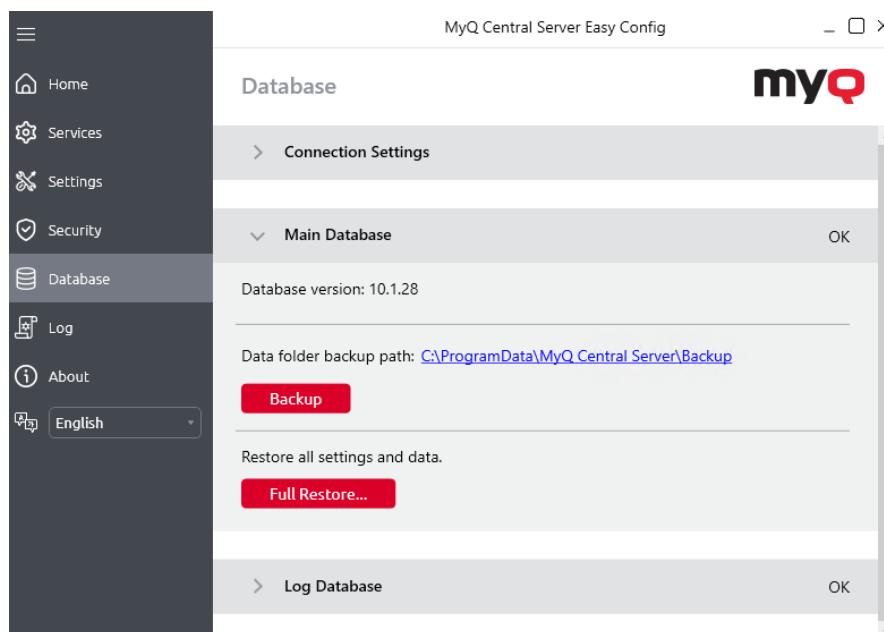 MyQ Central Server Easy Config
Home
Services
Settings
Security
Database
Log
About
English
Database
myQ
Connection Settings
Main Database OK
Database version: 10.1.28
Data folder backup path: C:\ProgramData\MyQ Central Server\Backup
Backup
Restore all settings and data.
Full Restore...
Log Database OK